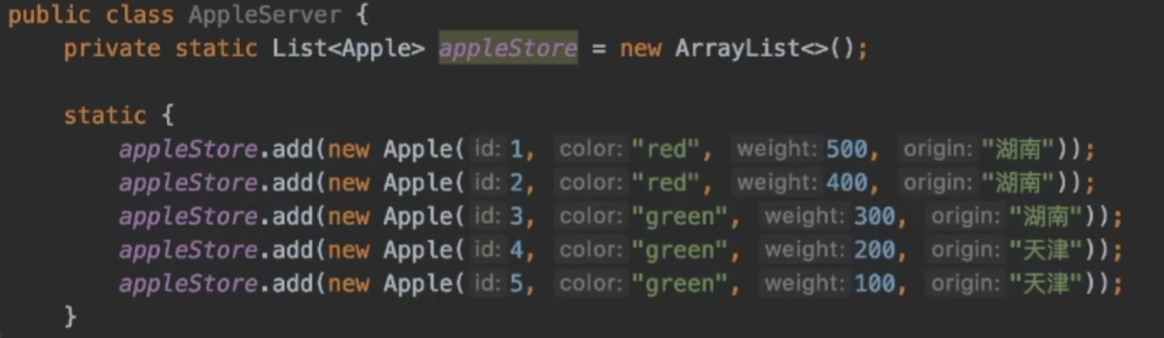 public class AppleServer {
private static List<Apple> appleStore = new ArrayList<>();
static {
appleStore.add(new Apple( id: 1, color: "red", weight: 500, origin: "湖南"));
appleStore.add(new Apple( id: 2, color: "red", weight: 400, origin: "湖南"));
appleStore.add(new Apple( id: 3, color: "green", weight: 300, origin: "湖南"));
appleStore.add(new Apple( id: 4, color: "green", weight: 200, origin: "天津"));
appleStore.add(new Apple( id: 5, color: "green", weight: 100, origin: "天津"));
}